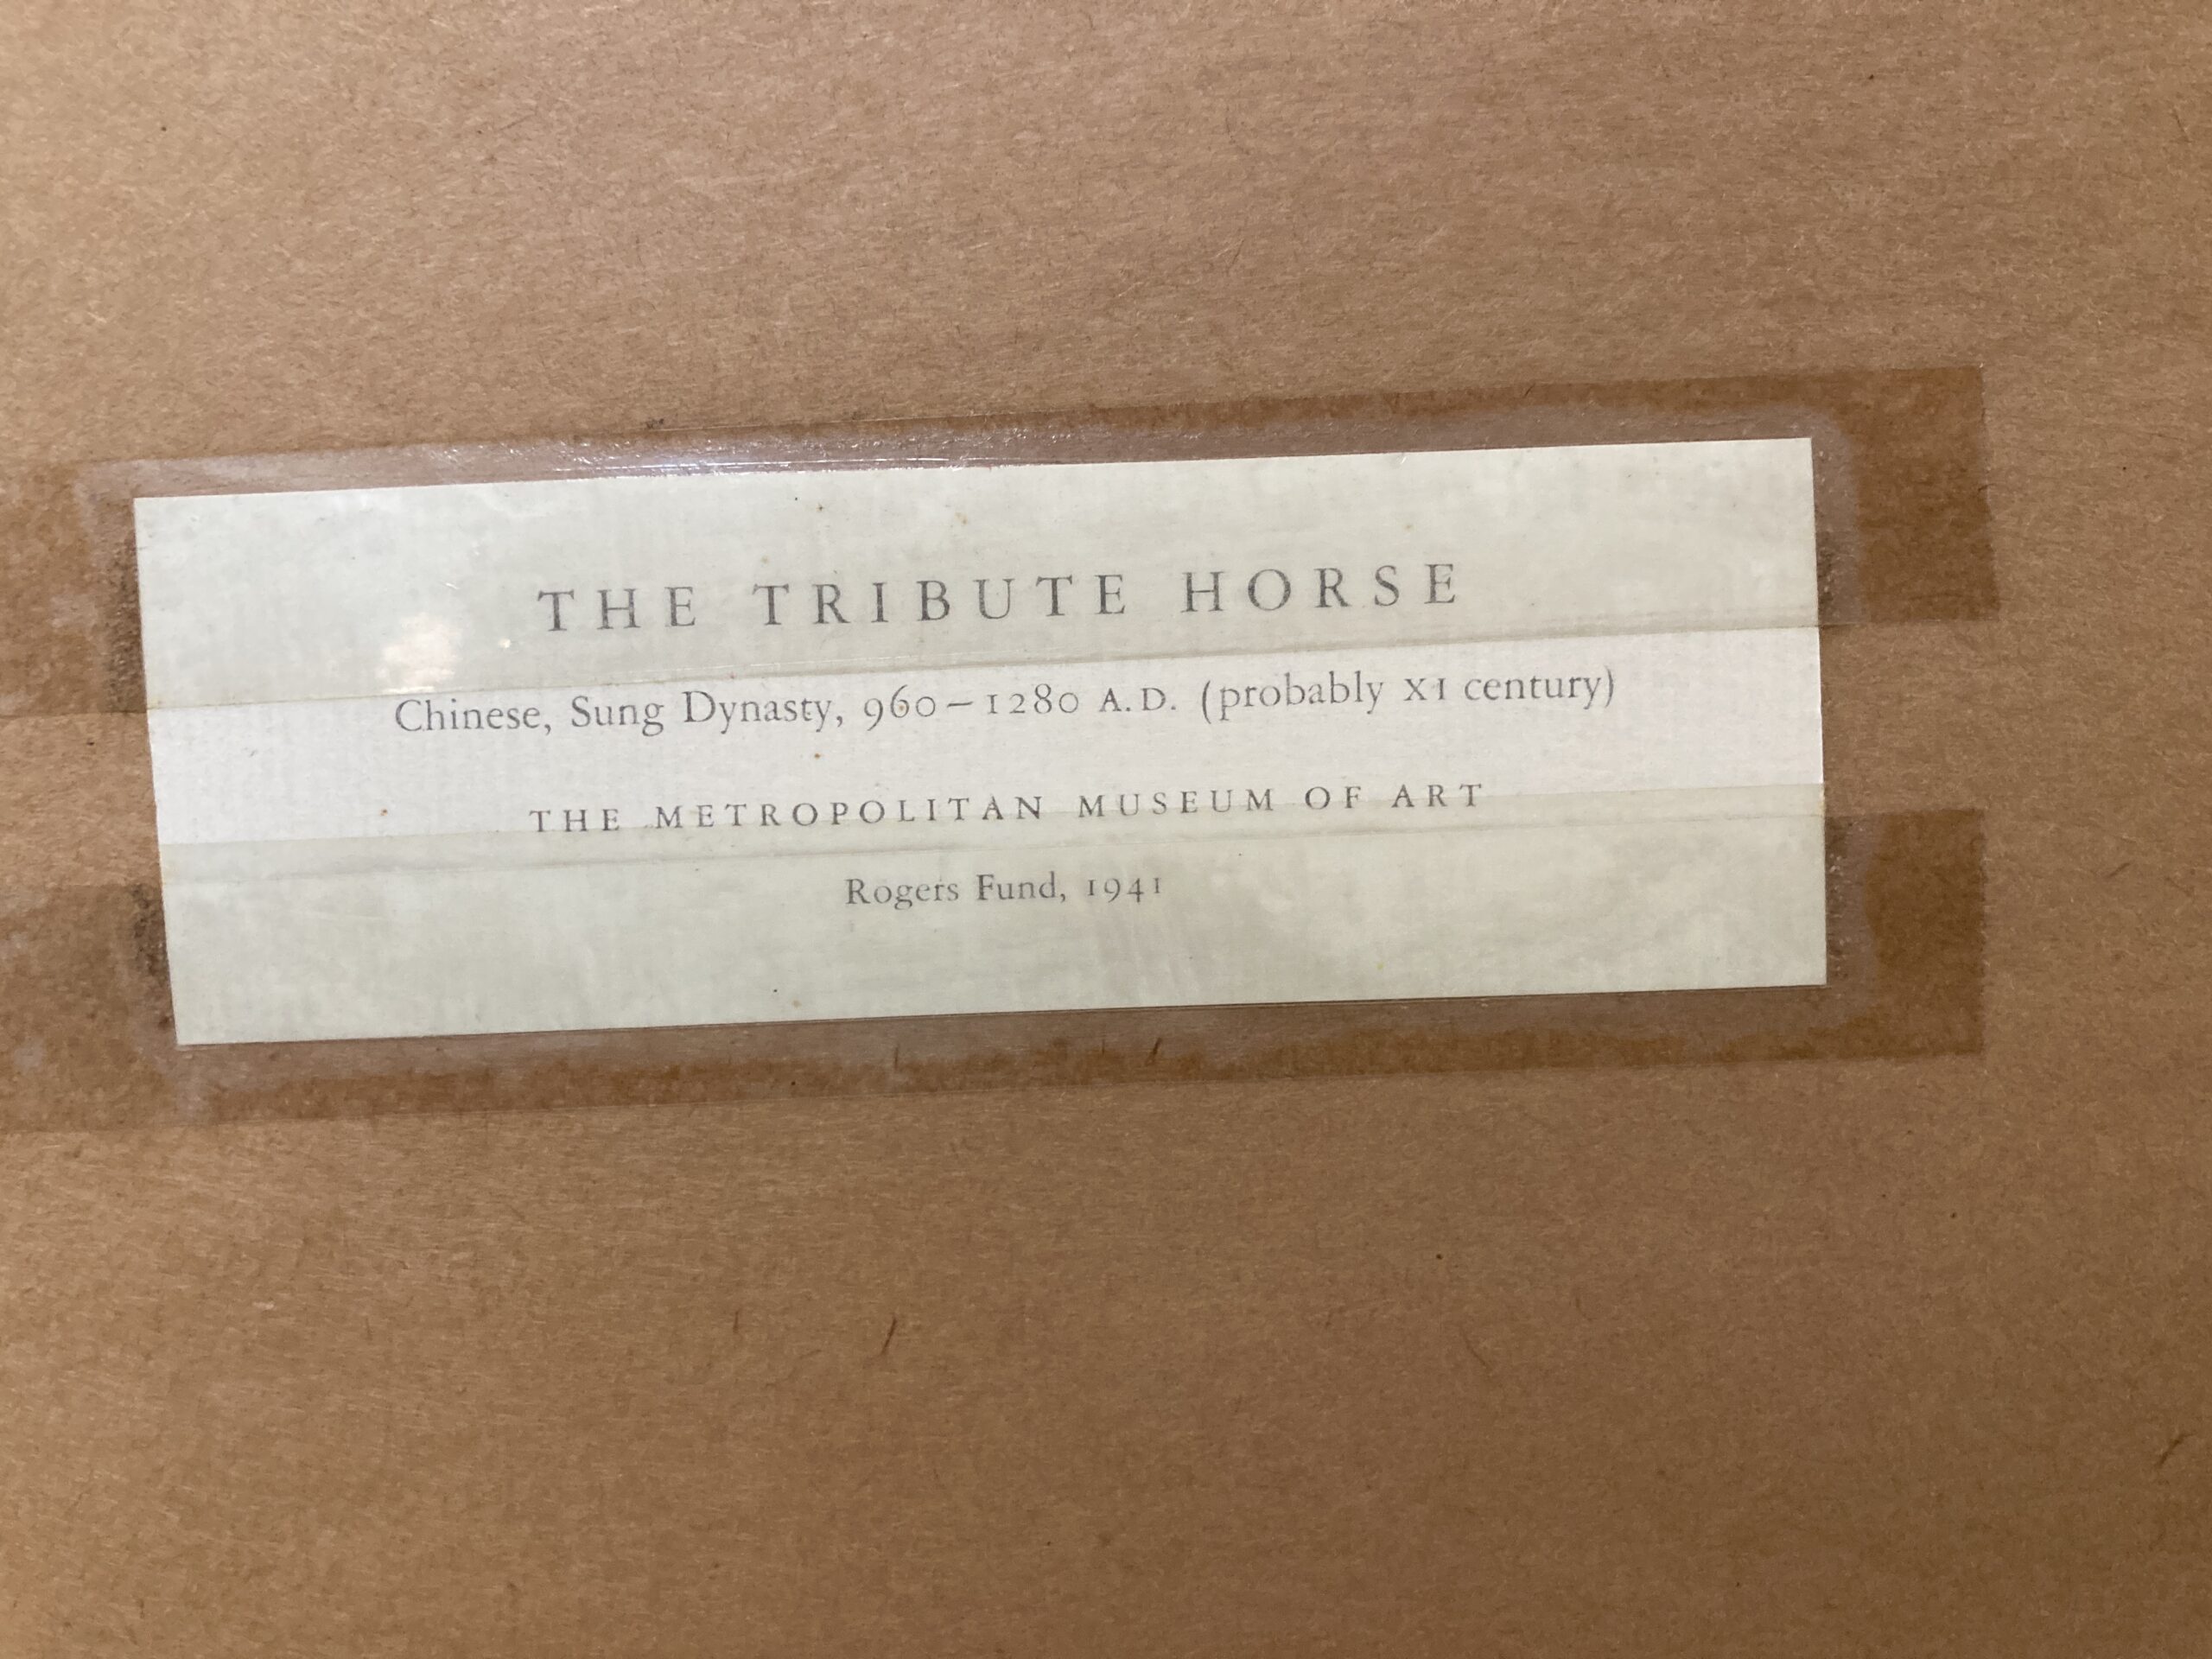 THE TRIBUTE HORSE
Chinese, Sung Dynasty, 960–1280 A.D. (probably XI century)
THE METROPOLITAN MUSEUM OF ART
Rogers Fund, 1941